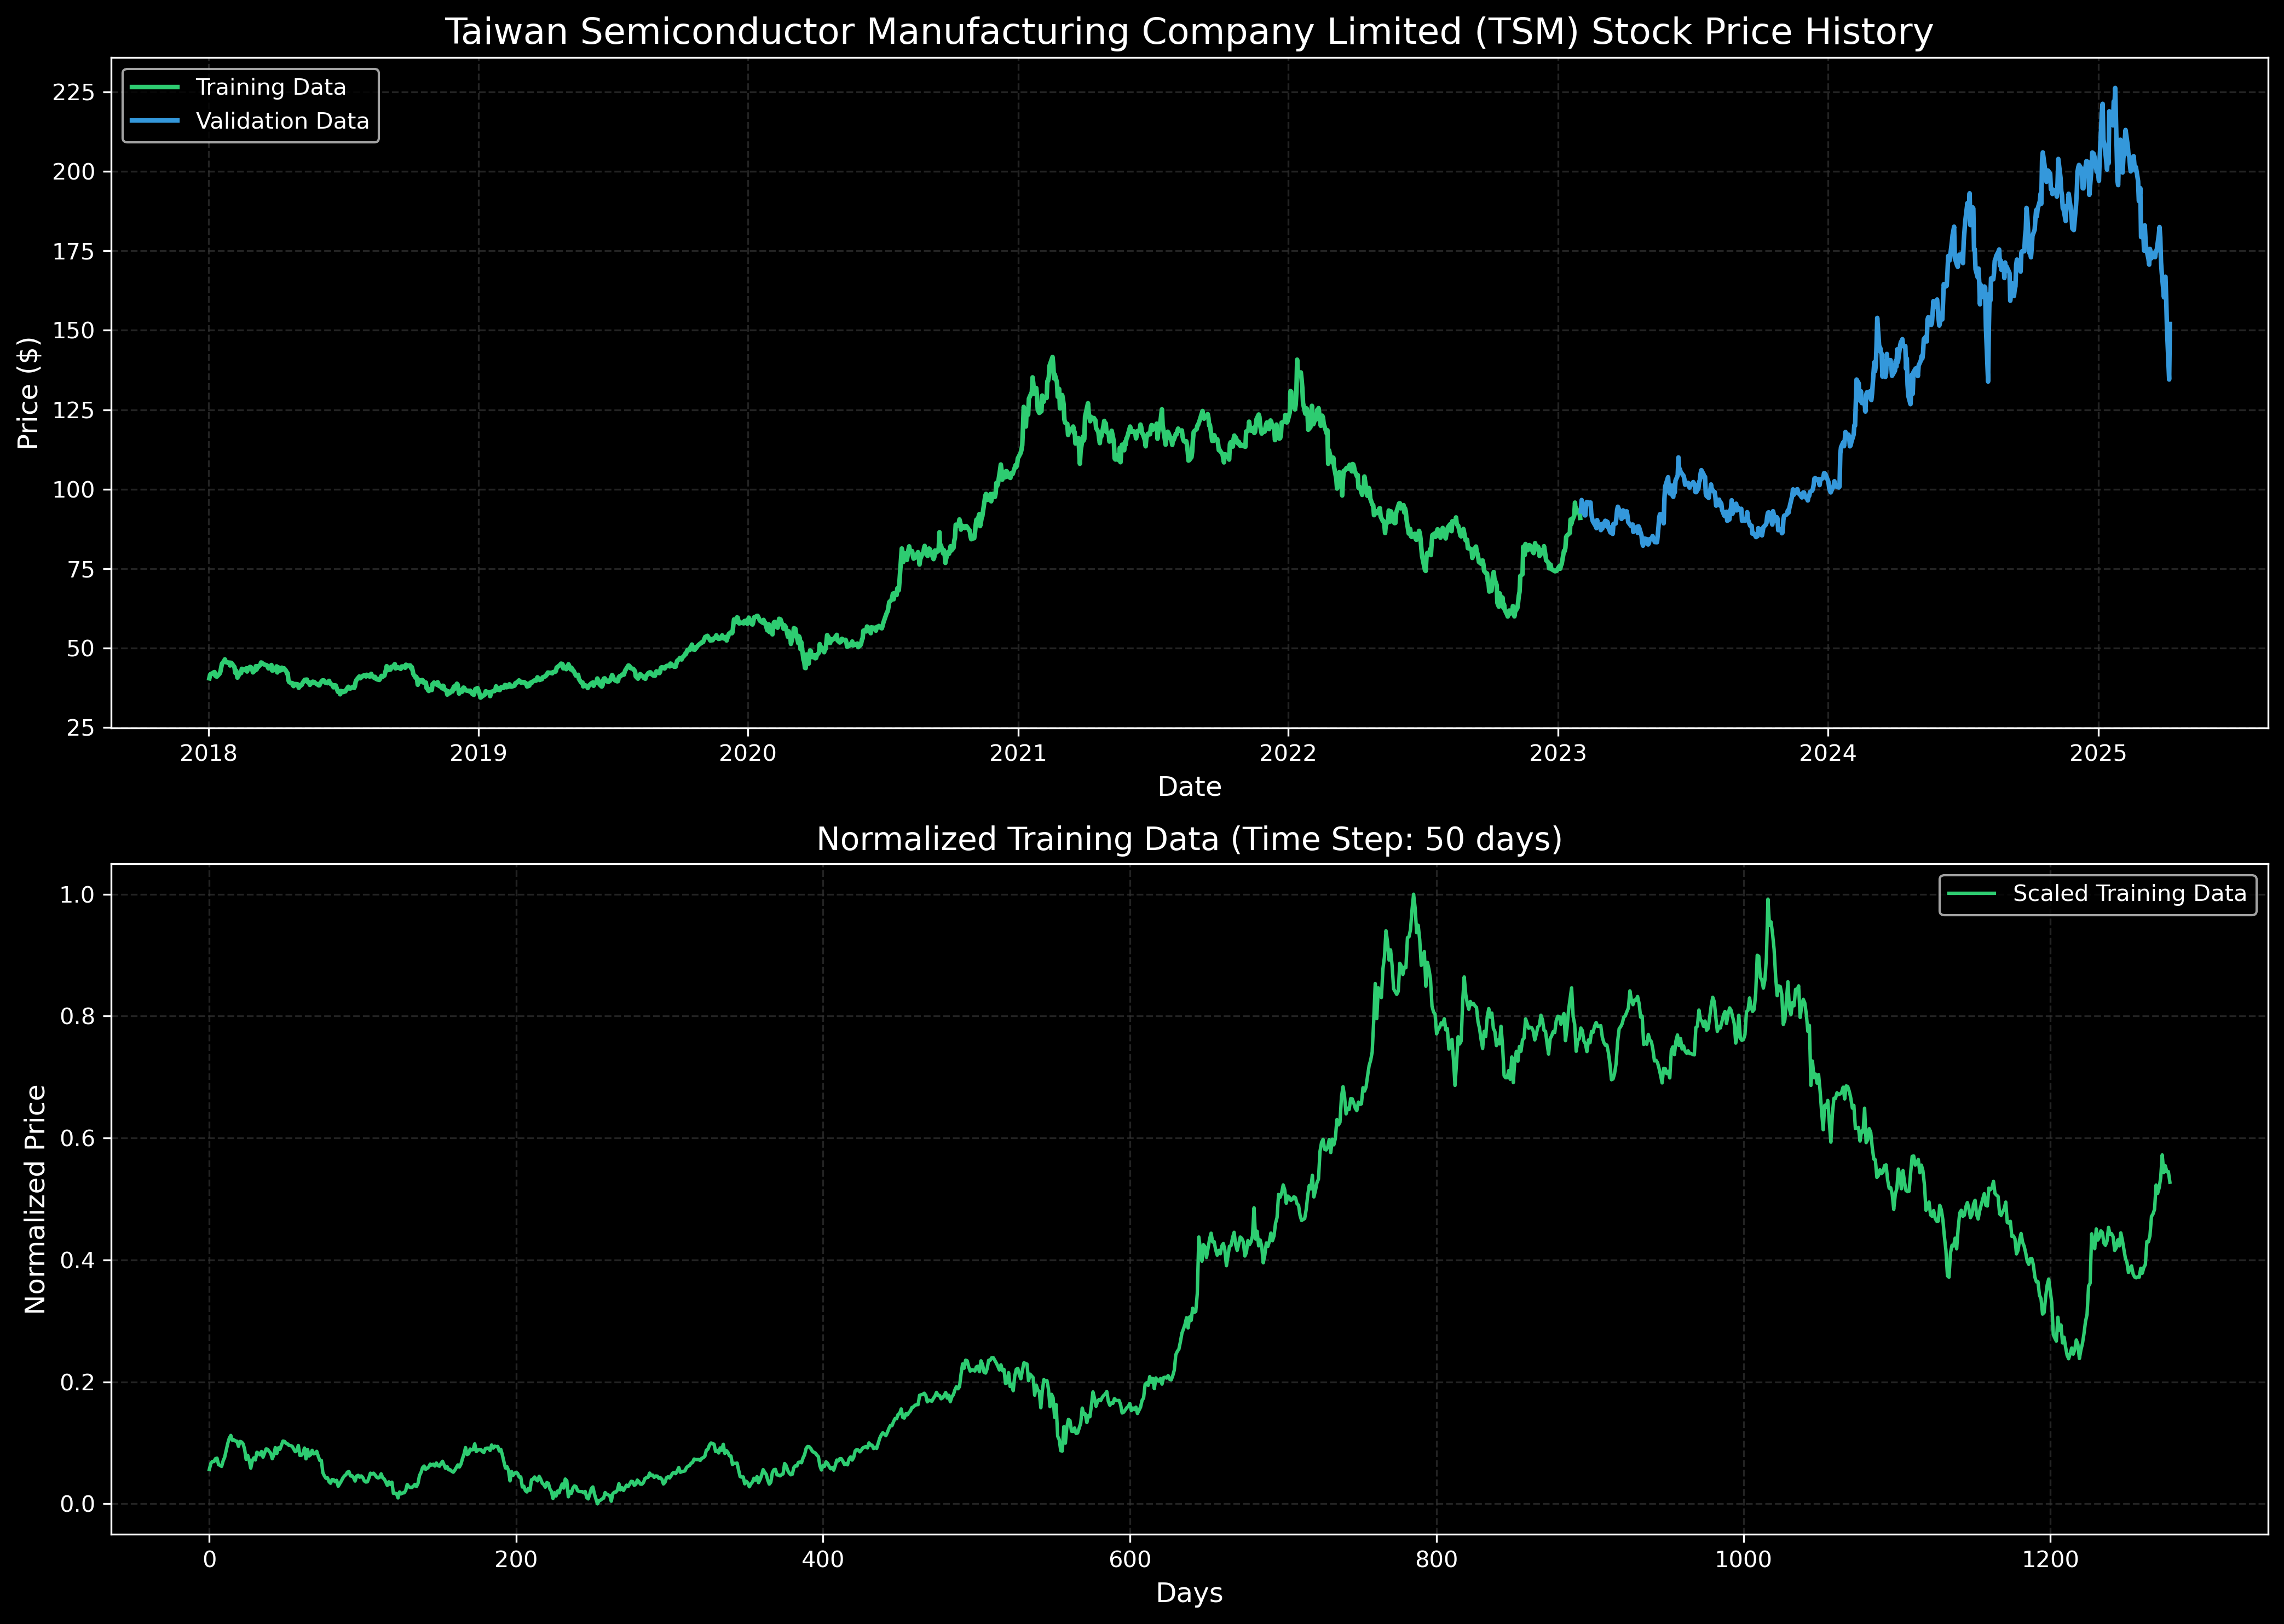 Taiwan Semiconductor Manufacturing Company Limited (TSM) Stock Price History
Training Data
Validation Data
Price ($)
225
200
175
150
125
100
75
50
25
2018 2019 2020 2021 2022 2023 2024 2025
Date
Normalized Training Data (Time Step: 50 days)
Scaled Training Data
Normalized Price
1.0
0.8
0.6
0.4
0.2
0.0
0 200 400 600 800 1000 1200
Days